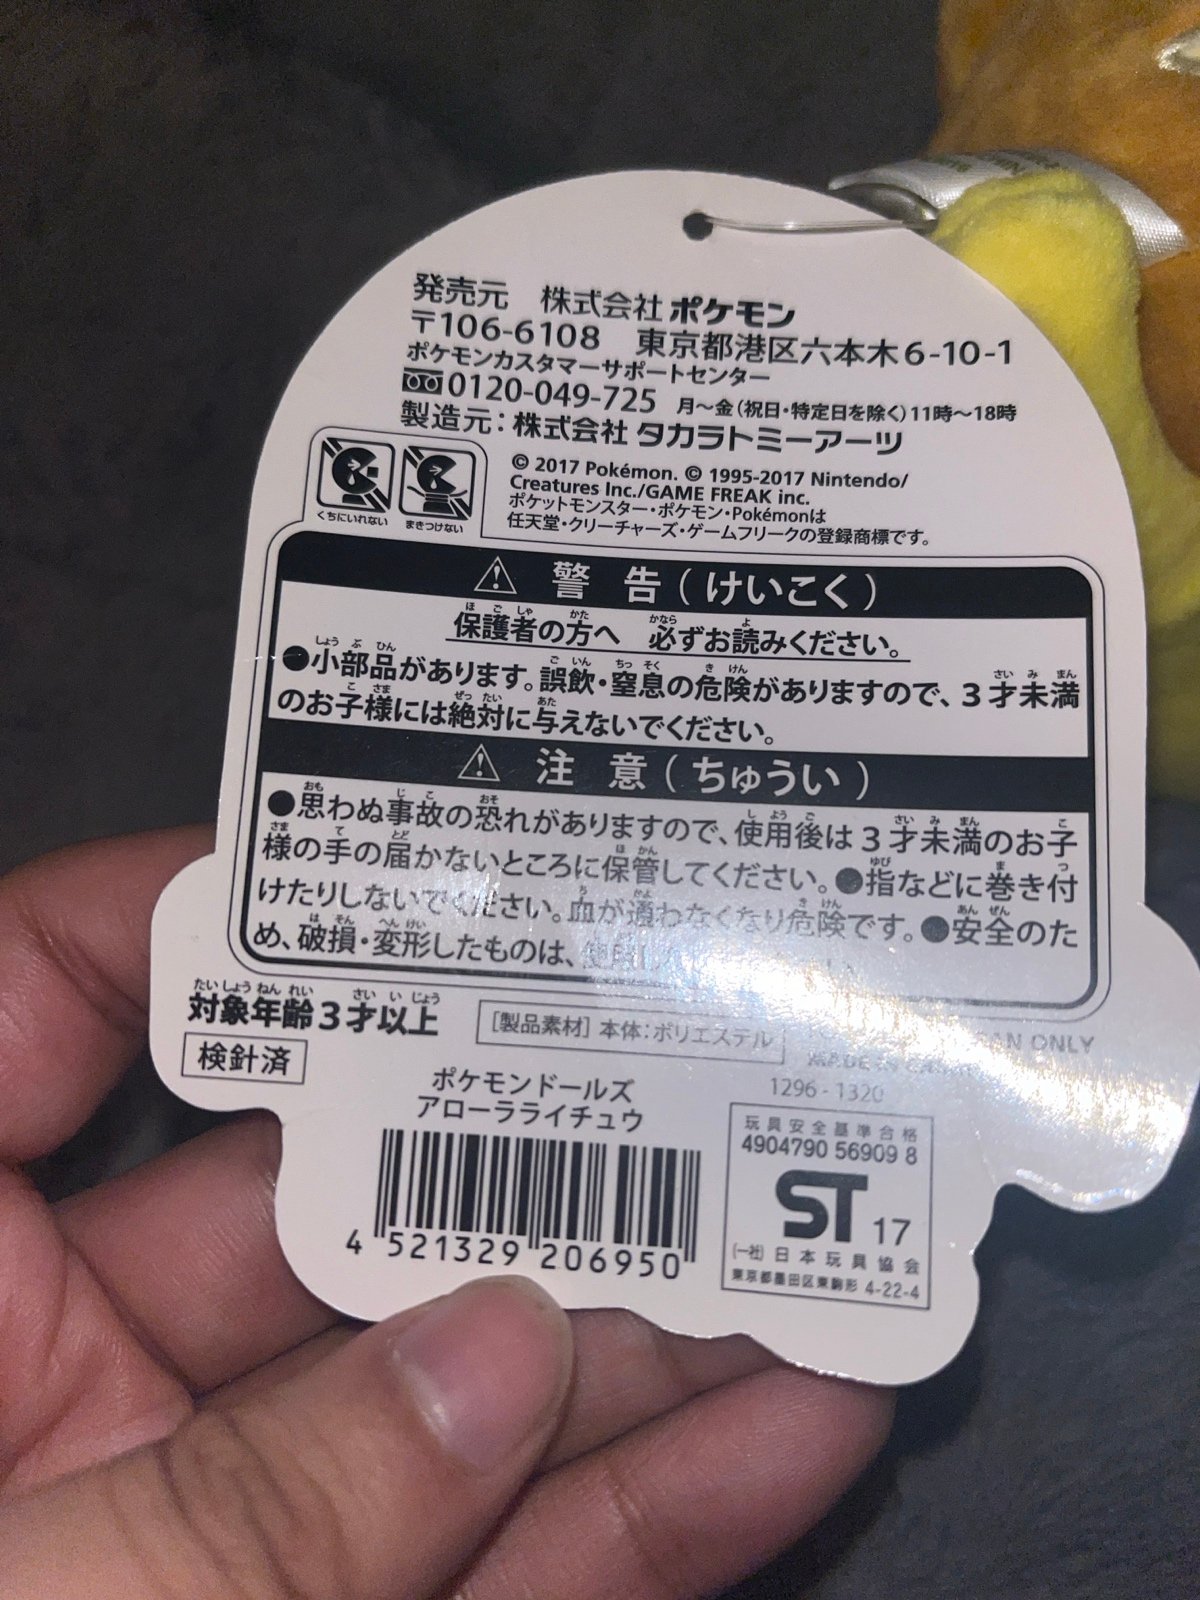 発売元 株式会社 ポケモン
〒106-6108 東京都港区六本木6-10-1
ポケモンカスタマーサポートセンター
0120-049-725 月〜金(祝日・特定日を除く)11時〜18時
製造元:株式会社 タカラトミーアーツ
くちにいれない まきつけない
© 2017 Pokémon. © 1995-2017 Nintendo/
Creatures Inc./GAME FREAK inc.
ポケットモンスター・ポケモン・Pokémonは
任天堂・クリーチャーズ・ゲームフリークの登録商標です。
警 告(けいこく)
保護者の方へ 必ずお読みください。
●小部品があります。誤飲・窒息の危険がありますので、3才未満
のお子様には絶対に与えないでください。
注 意(ちゅうい)
●思わぬ事故の恐れがありますので、使用後は3才未満のお子
様の手の届かないところに保管してください。●指などに巻き付
けたりしないでください。血が通わなくなり危険です。●安全のた
め、破損・変形したものは、
対象年齢3才以上
[製品素材] 本体:ポリエステル
ONLY
検針済
MADE IN
1296-1320
ポケモンドールズ
アローラライチュウ
4 521329 206950
玩具安全基準合格
4904790 56909 8
ST 17
(一社)日本玩具協会
東京都墨田区東駒形 4-22-4